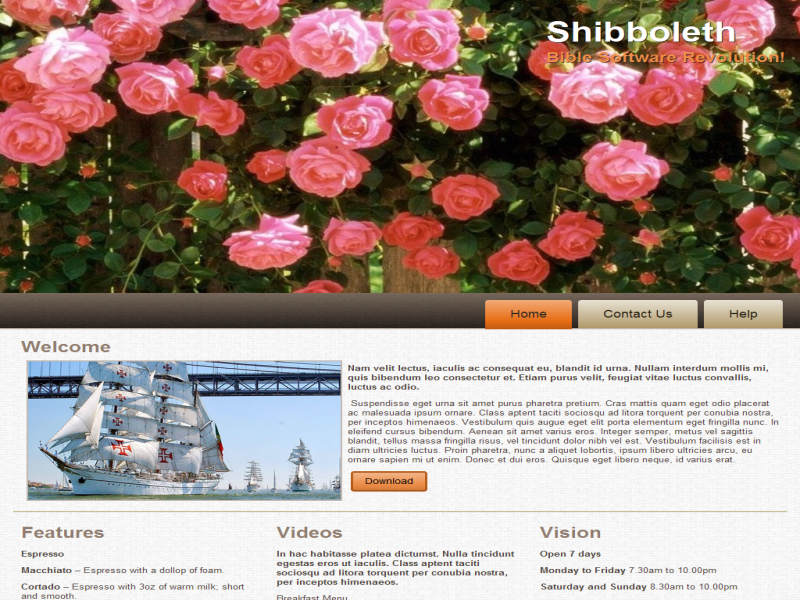 Shibboleth
Bible Software Revolution!
Home
Contact Us
Help
Welcome
Nam velit lectus, iaculis ac consequat eu, blandit id urna. Nullam interdum mollis mi,
quis bibendum leo consectetur et. Etiam purus velit, feugiat vitae luctus convallis,
luctus ac odio.
Suspendisse eget urna sit amet purus pharetra pretium. Cras mattis quam eget odio placerat
ac malesuada ipsum ornare. Class aptent taciti sociosqu ad litora torquent per conubia nostra,
per inceptos himenaeos. Vestibulum quis augue eget elit porta elementum eget fringilla nunc. In
eleifend cursus bibendum. Aenean sit amet varius eros. Integer semper, metus vel sagittis
blandit, tellus massa fringilla risus, vel tincidunt dolor nibh vel est. Vestibulum facilisis est in
diam ultricies luctus. Proin pharetra, nunc a aliquet lobortis, ipsum libero ultricies arcu, eu
ornare sapien mi ut enim. Donec et dui eros. Quisque eget libero neque, id varius erat.
Download
Features
Espresso
Macchiato – Espresso with a dollop of foam.
Cortado – Espresso with 3oz of warm milk; short
and smooth.
Videos
In hac habitasse platea dictumst. Nulla tincidunt
egestas eros ut iaculis. Class aptent taciti
sociosqu ad litora torquent per conubia nostra,
per inceptos himenaeos.
Breakfast Menu
Vision
Open 7 days
Monday to Friday 7.30am to 10.00pm
Saturday and Sunday 8.30am to 10.00pm